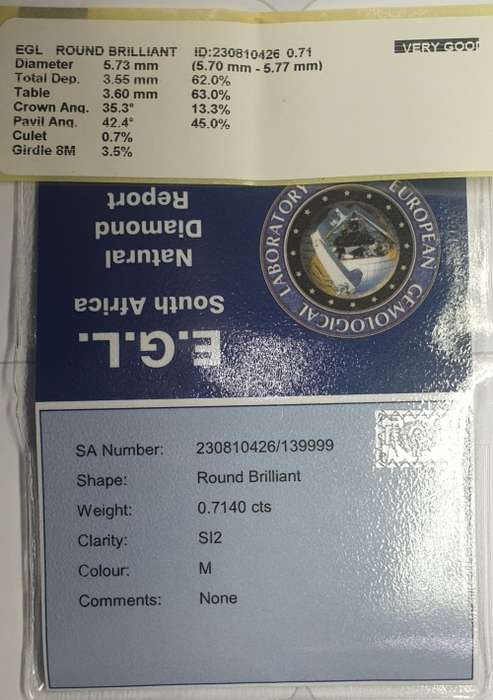 EGL ROUND BRILLIANT ID:230810426 0.71
VERY GOOD
Diameter 5.73 mm (5.70 mm - 5.77 mm)
Total Dep. 3.55 mm 62.0%
Table 3.60 mm 63.0%
Crown Ang. 35.3° 13.3%
Pavil Ang. 42.4° 45.0%
Culet 0.7%
Girdle 8M 3.5%
E.G.L.
South Africa
Natural
Diamond
Report
EUROPEAN GEMOLOGICAL LABORATORY
SA Number: 230810426/139999
Shape: Round Brilliant
Weight: 0.7140 cts
Clarity: SI2
Colour: M
Comments: None